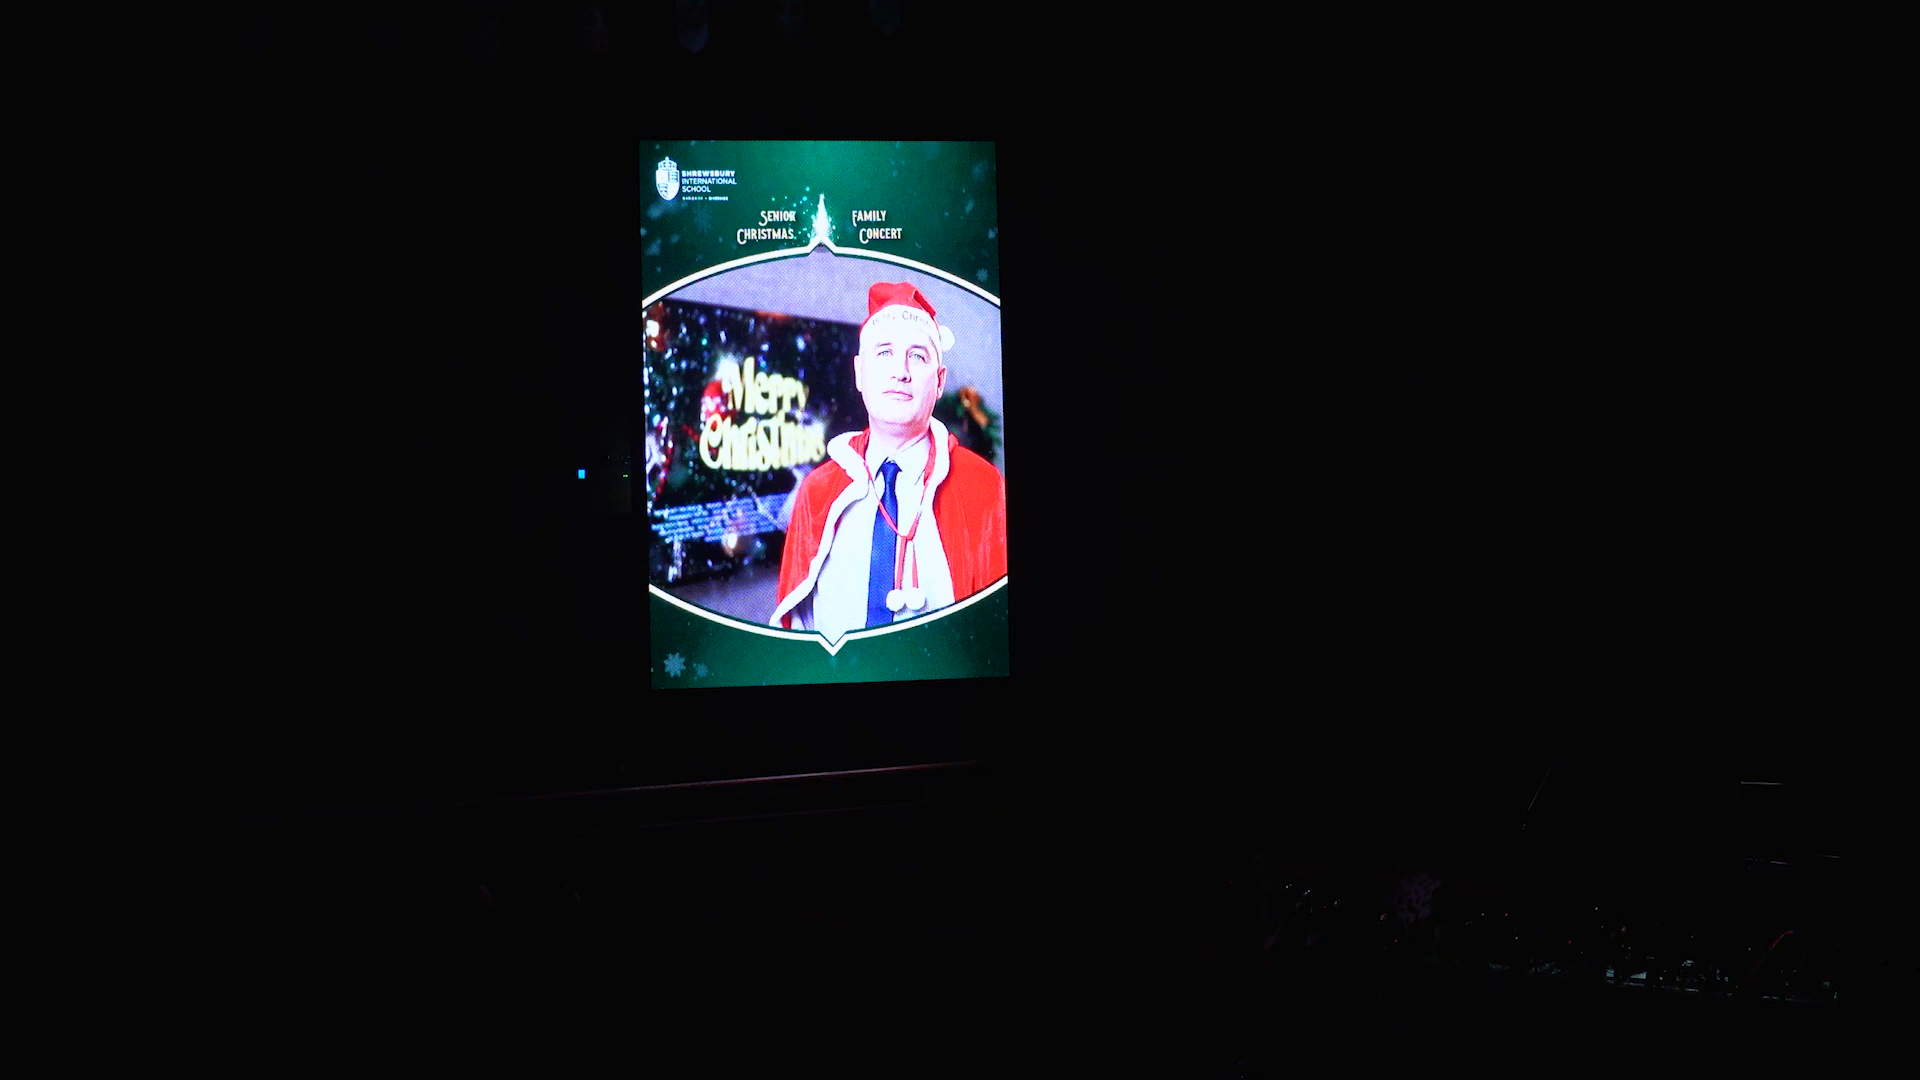 SHREWSBURY
INTERNATIONAL
SCHOOL
SENIOR FAMILY
CHRISTMAS CONCERT
Merry
Christmas